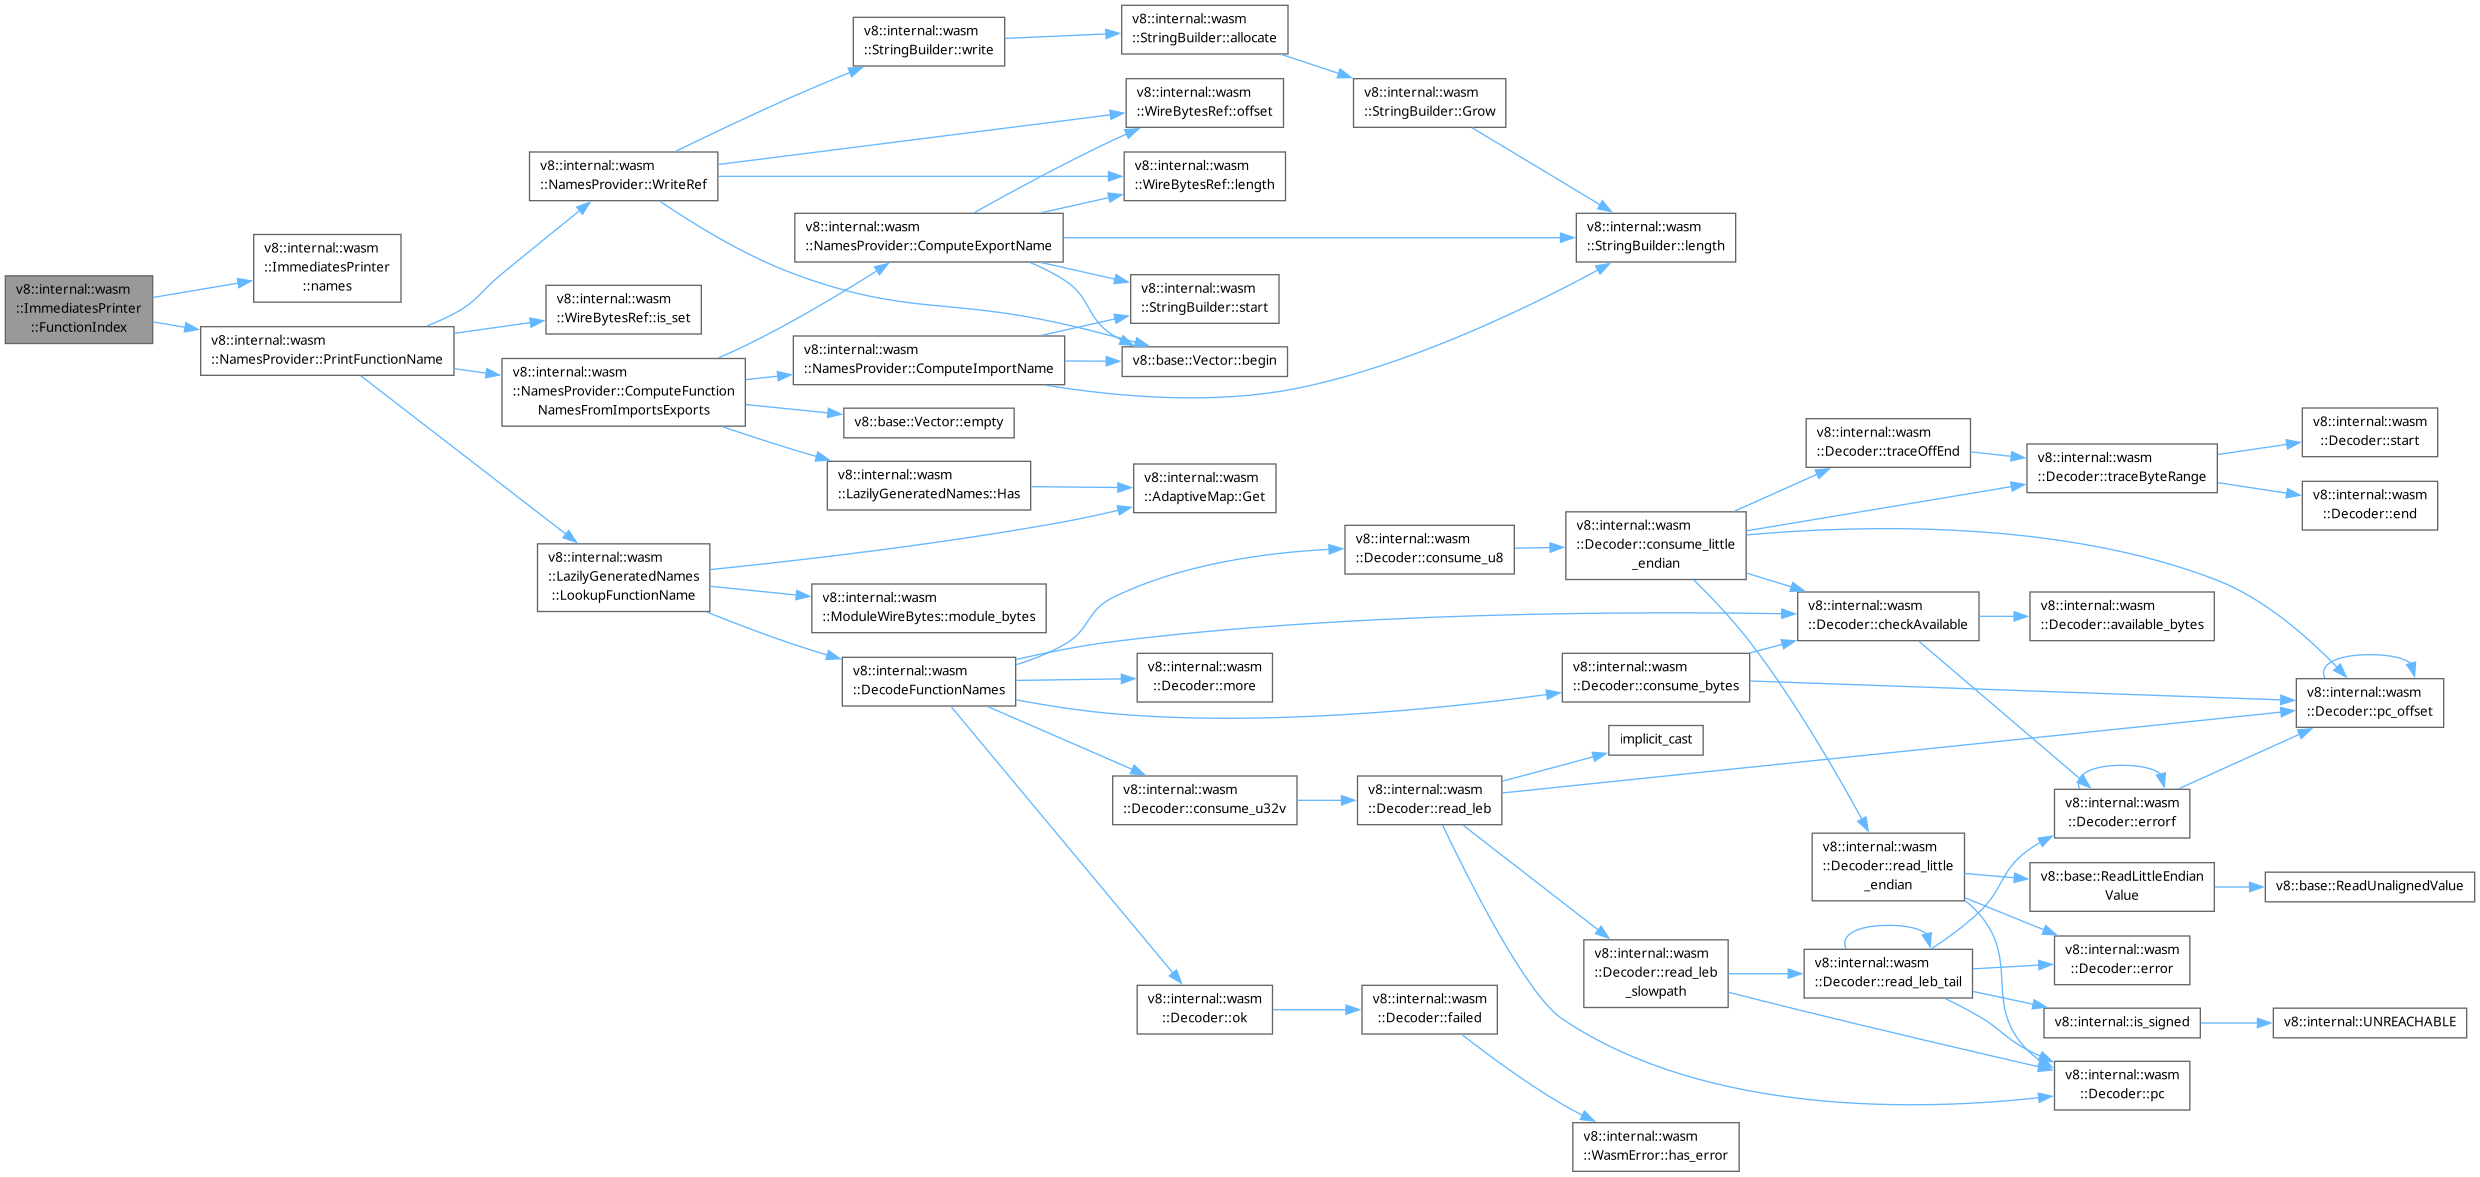 v8::internal::wasm
::ImmediatesPrinter
::FunctionIndex
v8::internal::wasm
::ImmediatesPrinter
::names
v8::internal::wasm
::NamesProvider::PrintFunctionName
v8::internal::wasm
::NamesProvider::WriteRef
v8::internal::wasm
::WireBytesRef::is_set
v8::internal::wasm
::NamesProvider::ComputeFunction
NamesFromImportsExports
v8::internal::wasm
::LazilyGeneratedNames
::LookupFunctionName
v8::internal::wasm
::StringBuilder::write
v8::internal::wasm
::NamesProvider::ComputeExportName
v8::internal::wasm
::NamesProvider::ComputeImportName
v8::base::Vector::empty
v8::internal::wasm
::LazilyGeneratedNames::Has
v8::internal::wasm
::ModuleWireBytes::module_bytes
v8::internal::wasm
::DecodeFunctionNames
v8::internal::wasm
::StringBuilder::allocate
v8::internal::wasm
::WireBytesRef::offset
v8::internal::wasm
::WireBytesRef::length
v8::internal::wasm
::StringBuilder::start
v8::base::Vector::begin
v8::internal::wasm
::AdaptiveMap::Get
v8::internal::wasm
::Decoder::more
v8::internal::wasm
::Decoder::consume_u32v
v8::internal::wasm
::Decoder::ok
v8::internal::wasm
::StringBuilder::Grow
v8::internal::wasm
::Decoder::consume_u8
v8::internal::wasm
::Decoder::read_leb
v8::internal::wasm
::Decoder::failed
v8::internal::wasm
::StringBuilder::length
v8::internal::wasm
::Decoder::consume_little
_endian
v8::internal::wasm
::Decoder::consume_bytes
implicit_cast
v8::internal::wasm
::Decoder::read_leb
_slowpath
v8::internal::wasm
::WasmError::has_error
v8::internal::wasm
::Decoder::traceOffEnd
v8::internal::wasm
::Decoder::checkAvailable
v8::internal::wasm
::Decoder::read_little
_endian
v8::internal::wasm
::Decoder::read_leb_tail
v8::internal::wasm
::Decoder::traceByteRange
v8::internal::wasm
::Decoder::available_bytes
v8::internal::wasm
::Decoder::errorf
v8::base::ReadLittleEndian
Value
v8::internal::wasm
::Decoder::error
v8::internal::is_signed
v8::internal::wasm
::Decoder::pc
v8::internal::wasm
::Decoder::start
v8::internal::wasm
::Decoder::end
v8::internal::wasm
::Decoder::pc_offset
v8::base::ReadUnalignedValue
v8::internal::UNREACHABLE